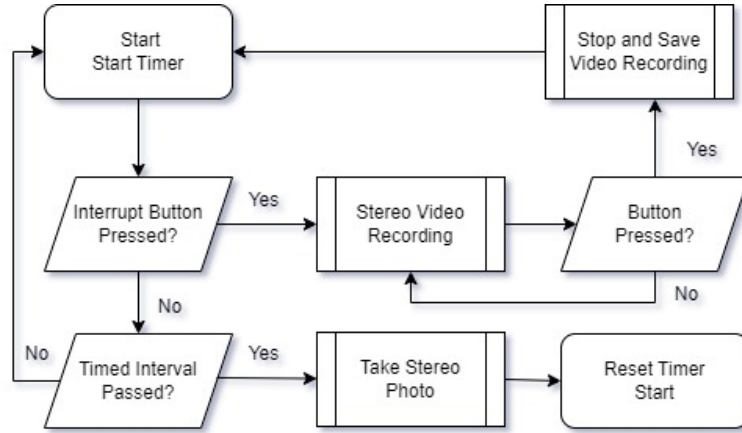 Start
Start Timer
Stop and Save
Video Recording
Yes
Interrupt Button
Pressed?
Yes
Stereo Video
Recording
Button
Pressed?
No
No
No
Timed Interval
Passed?
Yes
Take Stereo
Photo
Reset Timer
Start